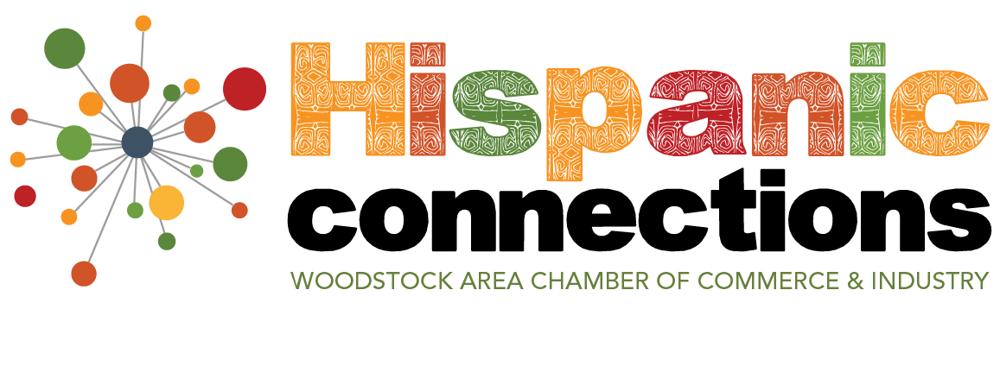 Hispanic
connections
WOODSTOCK AREA CHAMBER OF COMMERCE & INDUSTRY